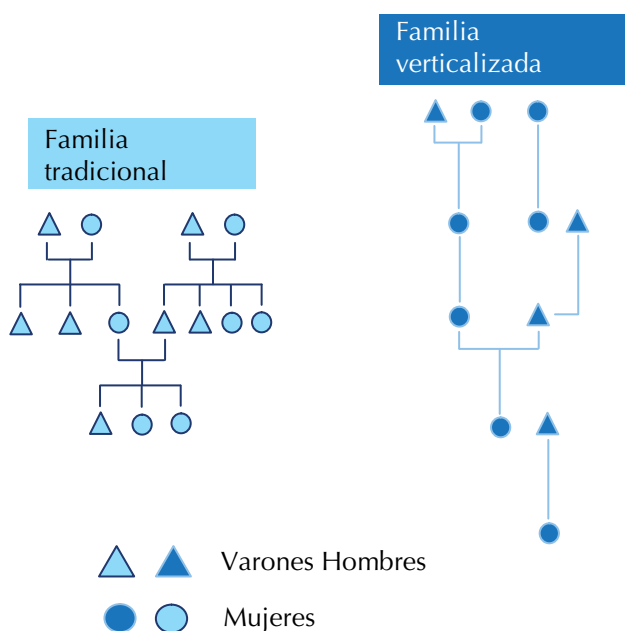 Familia
verticalizada
Familia
tradicional
Varones Hombres
Mujeres